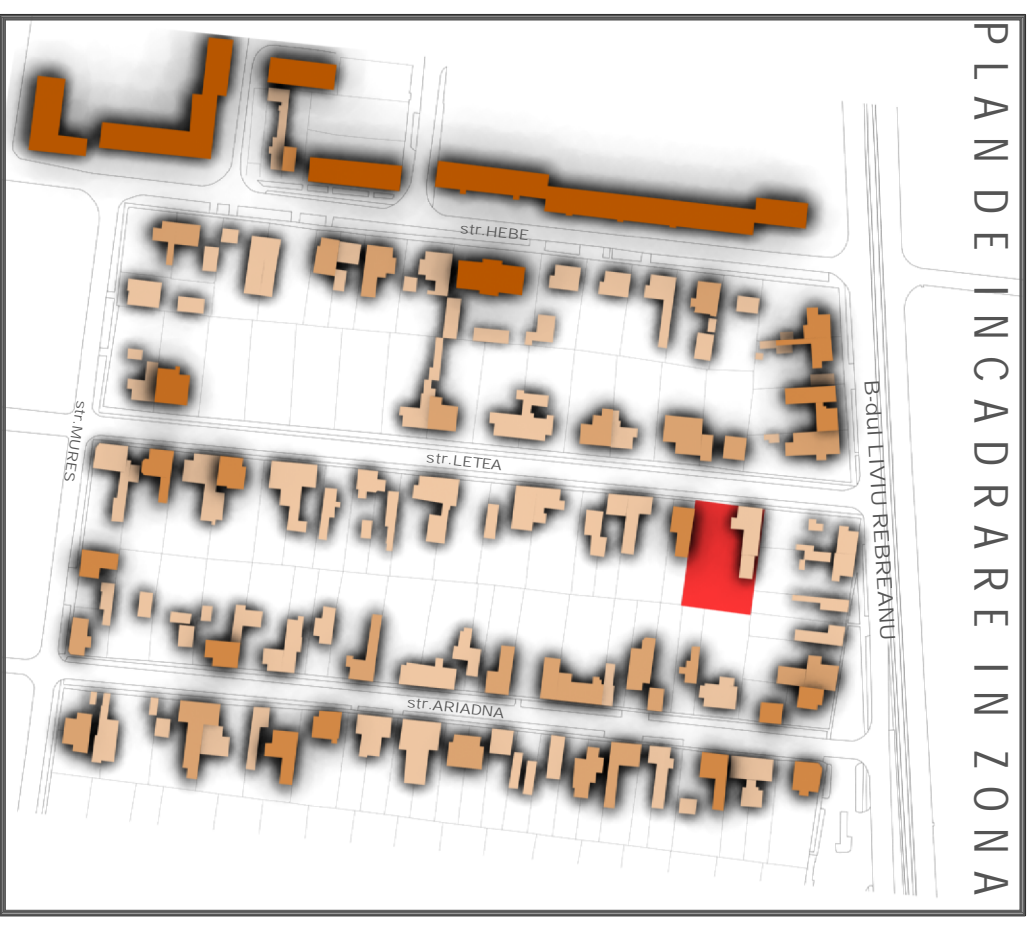 str.HEBE
str.LETEA
str.MURES
B-dul LIVIU REBREANU
str.ARIADNA
PLAN DE INCADRARE IN ZONA